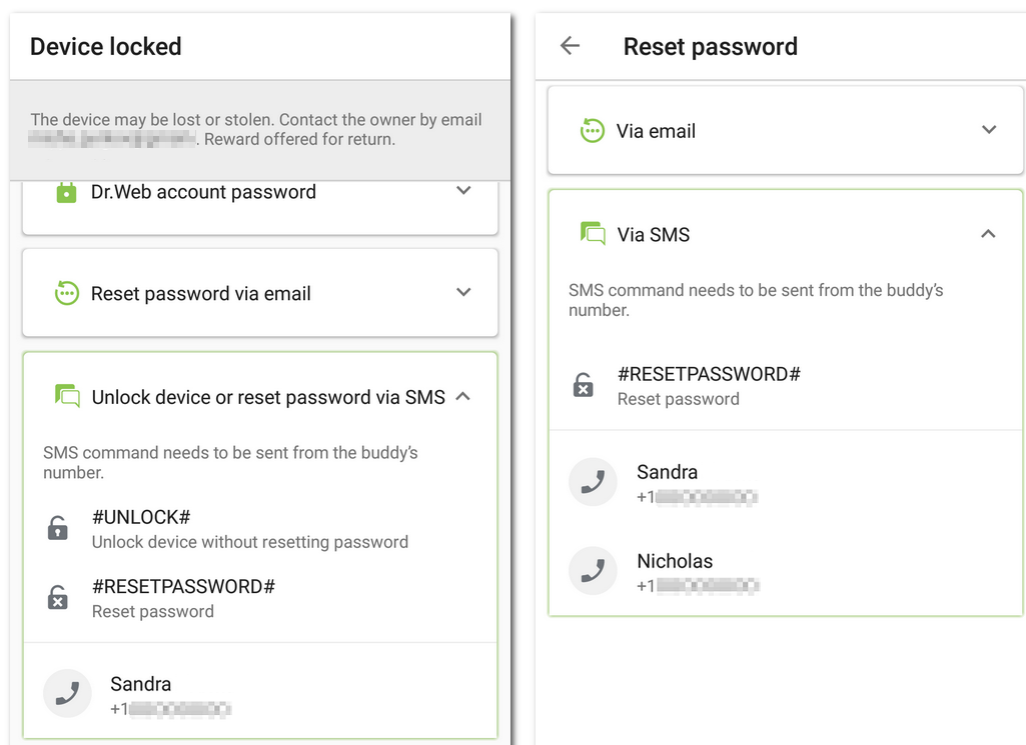 Device locked
The device may be lost or stolen. Contact the owner by email
. Reward offered for return.
Dr.Web account password
Reset password via email
Unlock device or reset password via SMS
SMS command needs to be sent from the buddy's
number.
#UNLOCK#
Unlock device without resetting password
#RESETPASSWORD#
Reset password
Sandra
+1
Reset password
Via email
Via SMS
SMS command needs to be sent from the buddy's
number.
#RESETPASSWORD#
Reset password
Sandra
+1
Nicholas
+1